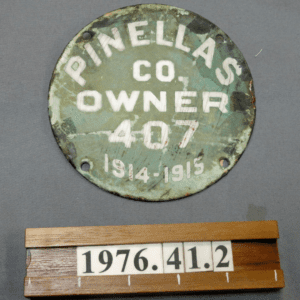 PINELLAS
CO.
OWNER
407
1914-1915
1976.41.2